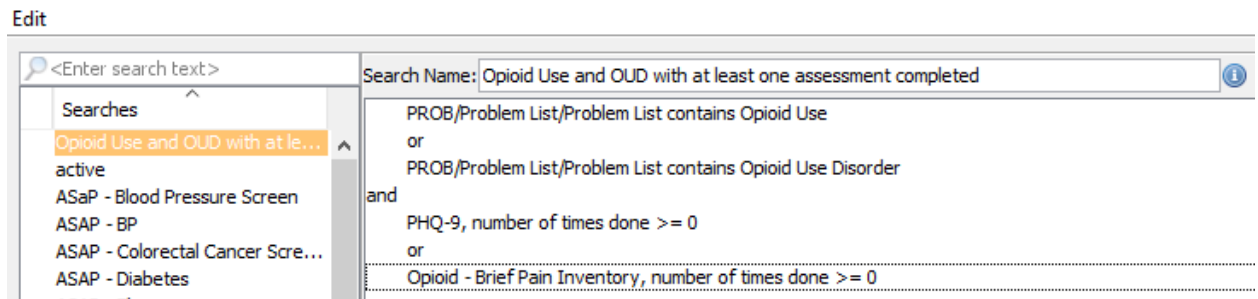 Edit
<Enter search text>
Searches
Opioid Use and OUD with at le...
active
ASaP - Blood Pressure Screen
ASAP - BP
ASAP - Colorectal Cancer Scre...
ASAP - Diabetes
Search Name: Opioid Use and OUD with at least one assessment completed
PROB/Problem List/Problem List contains Opioid Use
or
PROB/Problem List/Problem List contains Opioid Use Disorder
and
PHQ-9, number of times done >= 0
or
Opioid - Brief Pain Inventory, number of times done >= 0